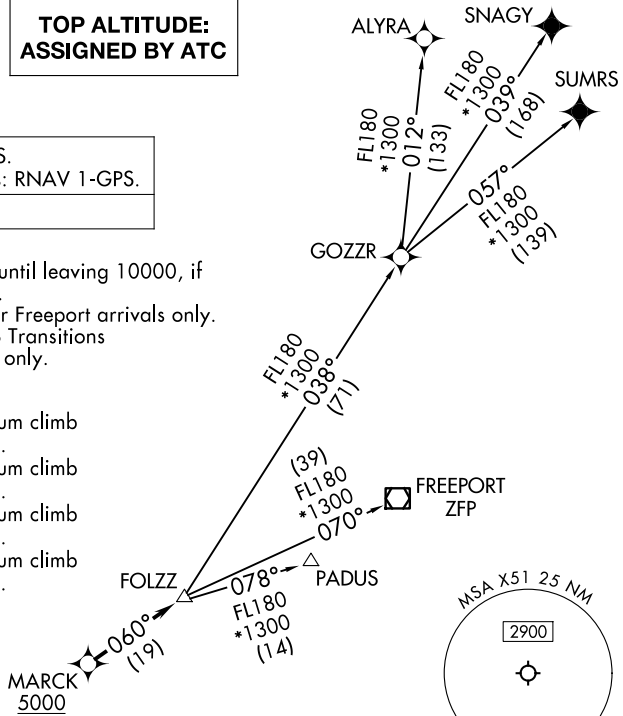 TOP ALTITUDE:
ASSIGNED BY ATC
S.
s: RNAV 1-GPS.
until leaving 10000, if
r Freeport arrivals only.
Transitions
only.
um climb
.
um climb
.
um climb
.
um climb
.
ALYRA
SNAGY
SUMRS
FL180
*1300
012°
(133)
FL180
*1300
039°
(168)
057°
FL180
*1300
(139)
GOZZR
FL180
*1300
038°
(71)
(39)
FL180
*1300
070°
FREEPORT
ZFP
FOLZZ
078°
FL180
*1300
(14)
PADUS
060°
(19)
MARCK
5000
MSA X51 25 NM
2900